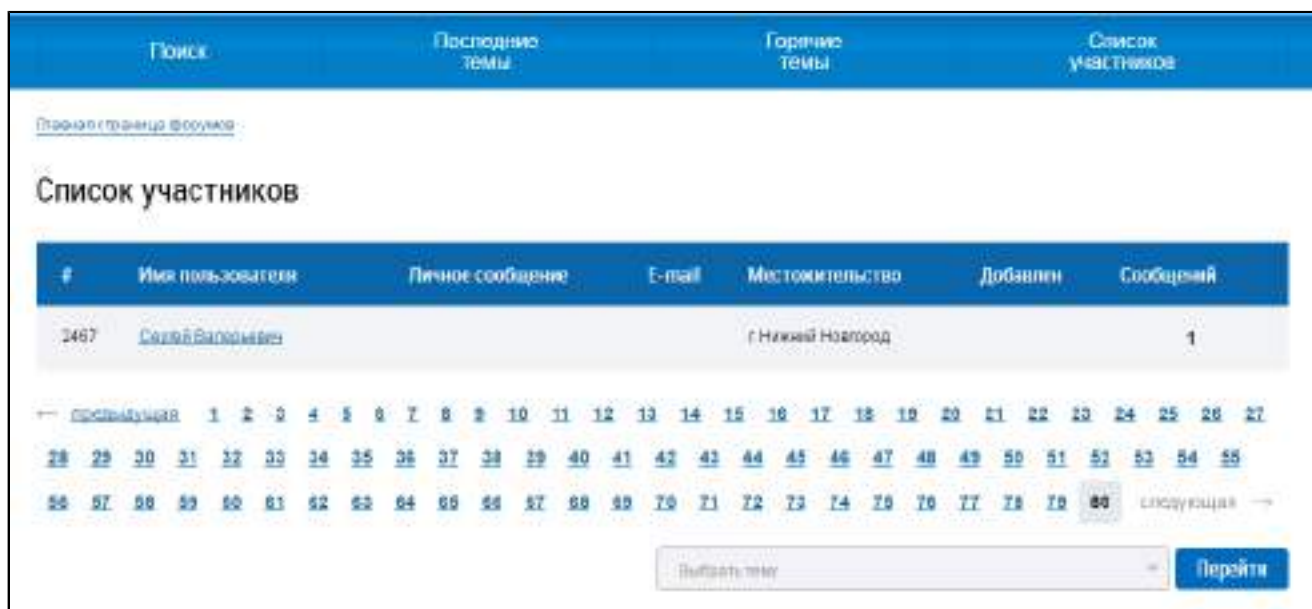 Поиск
Последние
темы
Горячие
темы
Список
участников
Главная страница форумов
Список участников
# Имя пользователя Личное сообщение E-mail Местожительство Добавлен Сообщений
2467 Сергей Валерьевич г.Нижний Новгород 1
← предыдущая 1 2 3 4 5 6 7 8 9 10 11 12 13 14 15 16 17 18 19 20 21 22 23 24 25 26 27
28 29 30 31 32 33 34 35 36 37 38 39 40 41 42 43 44 45 46 47 48 49 50 51 52 53 54 55
56 57 58 59 60 61 62 63 64 65 66 67 68 69 70 71 72 73 74 75 76 77 78 79 80 следующая →
Выбрать тему Перейти